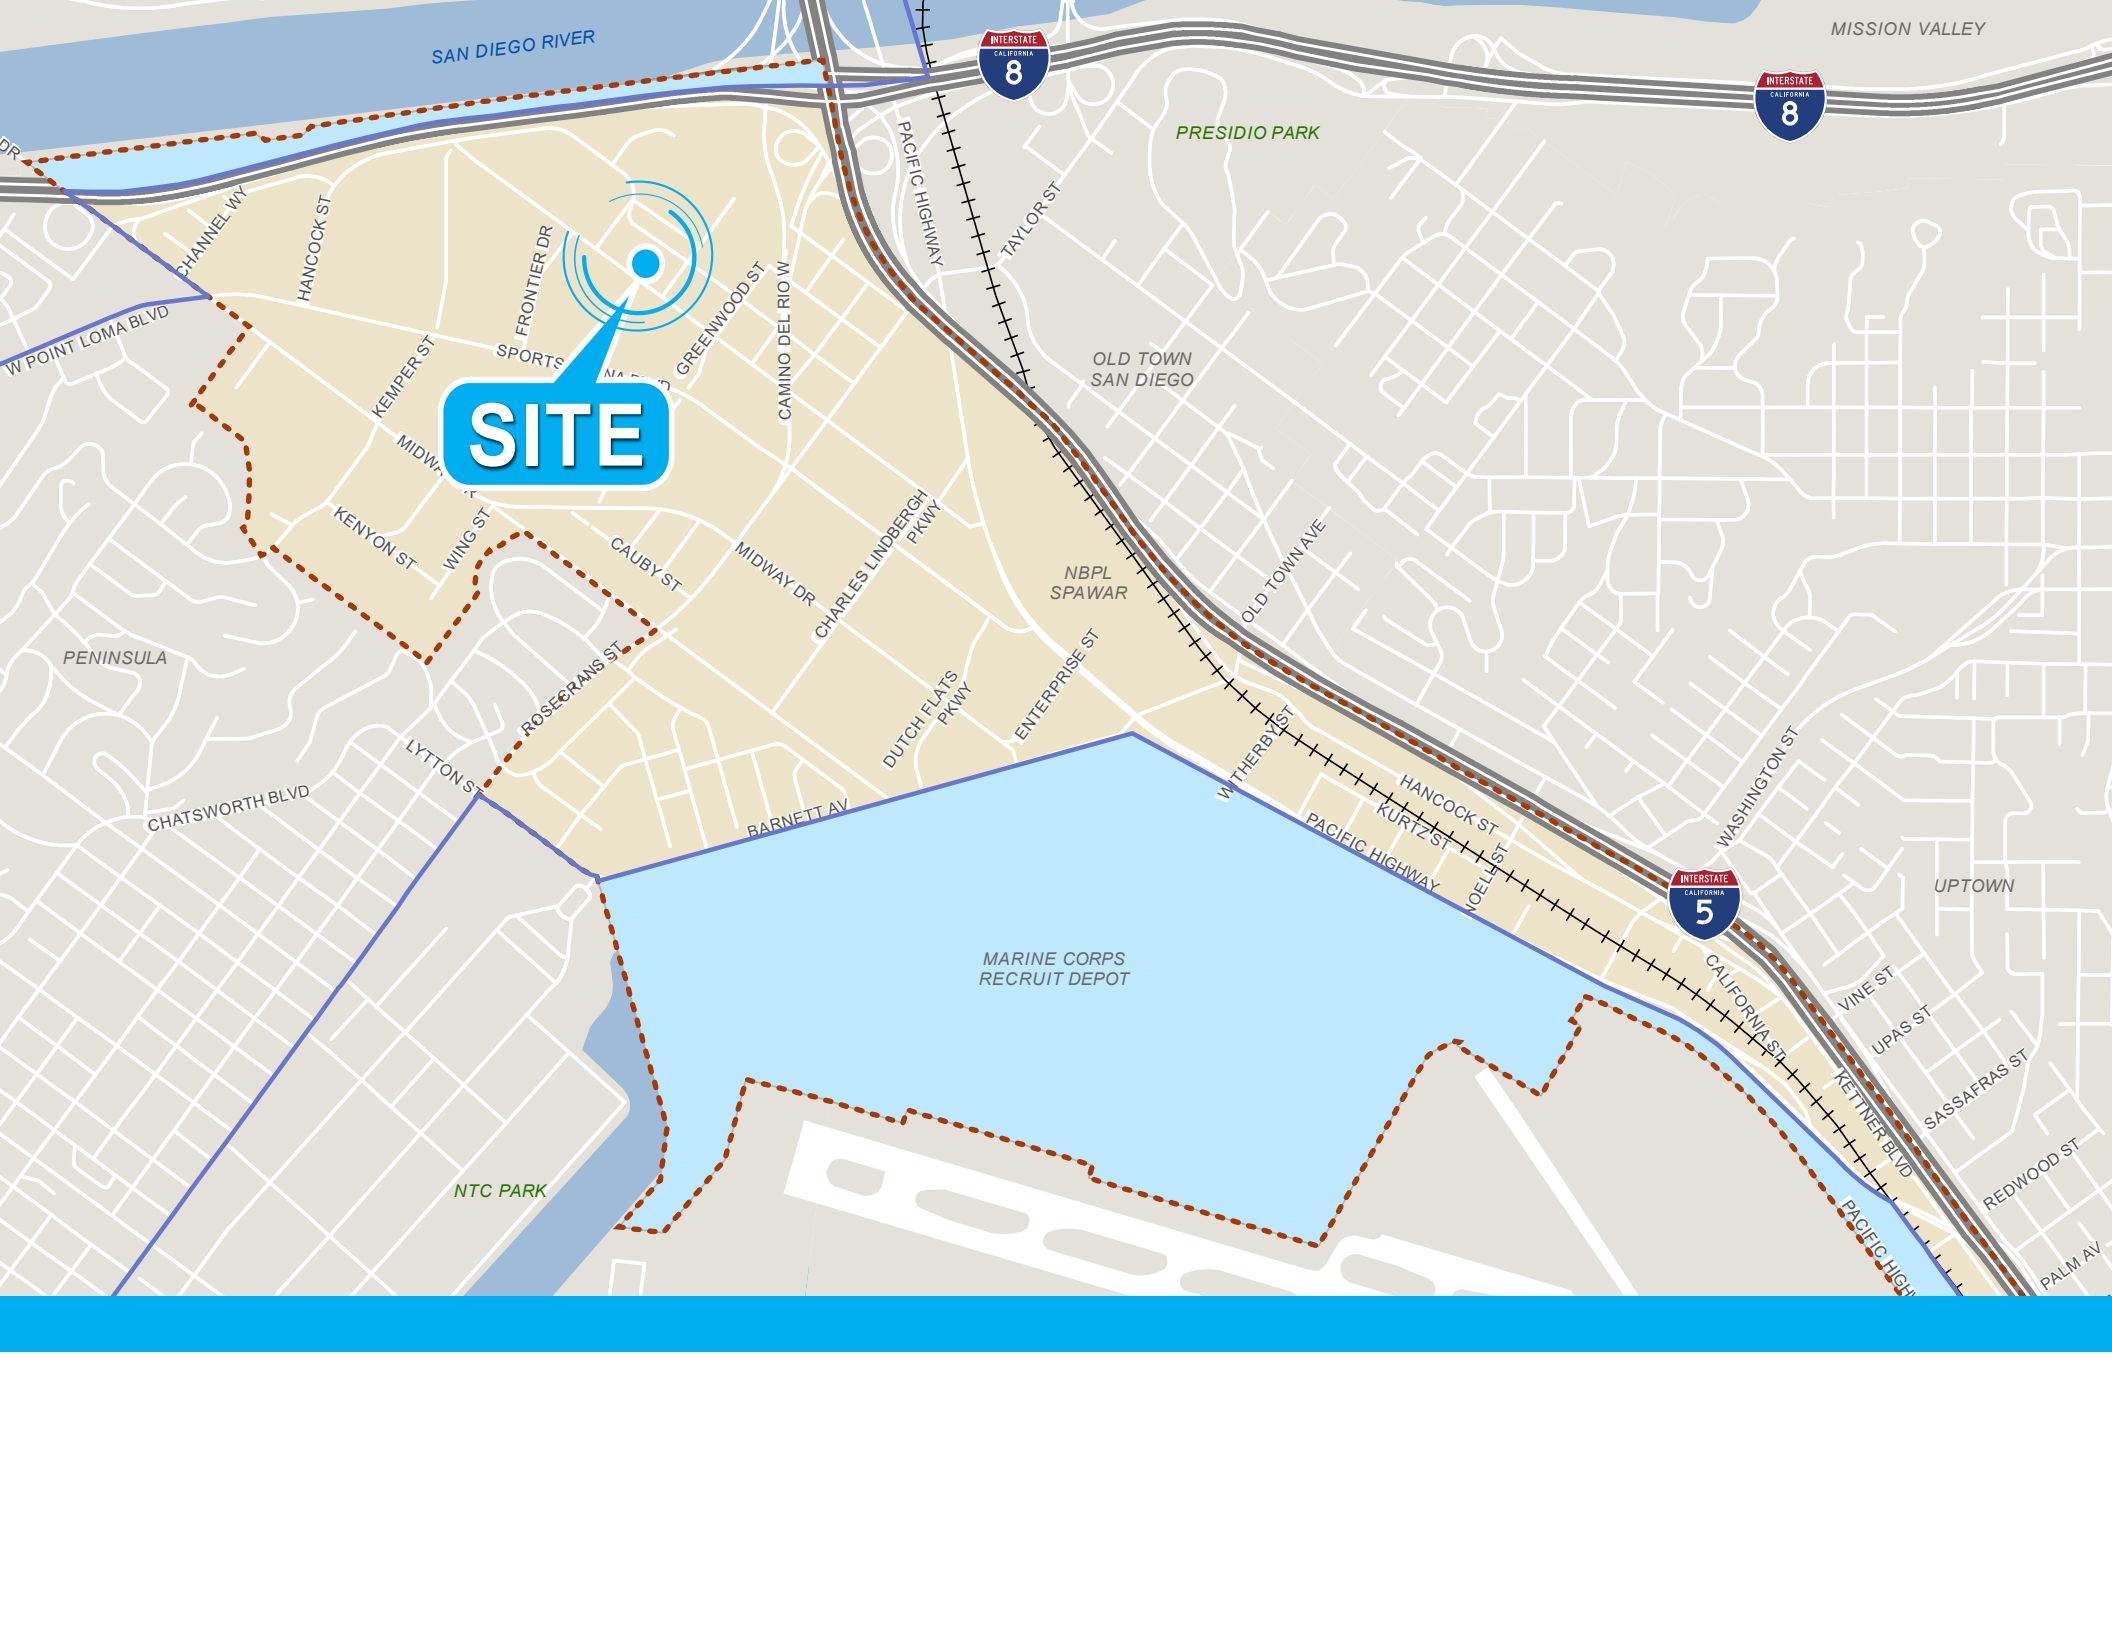 MISSION VALLEY
SAN DIEGO RIVER
INTERSTATE
CALIFORNIA
8
INTERSTATE
CALIFORNIA
8
PRESIDIO PARK
DR
PACIFIC HIGHWAY
TAYLOR ST
CHANNEL WY
HANCOCK ST
FRONTIER DR
GREENWOOD ST
CAMINO DEL RIO W
W POINT LOMA BLVD
KEMPER ST
SPORTS
OLD TOWN
SAN DIEGO
SITE
KENYON ST
WING ST
CAUBY ST
MIDWAY DR
CHARLES LINDBERGH
PKWY
NBPL
SPAWAR
OLD TOWN AVE
PENINSULA
ROSECRANS ST
DUTCH FLATS
PKWY
ENTERPRISE ST
LYTTON ST
CHATSWORTH BLVD
BARNETT AV
WITHERBY ST
HANCOCK ST
KURTZ ST
PACIFIC HIGHWAY
NOELL ST
WASHINGTON ST
UPTOWN
INTERSTATE
CALIFORNIA
5
MARINE CORPS
RECRUIT DEPOT
CALIFORNIA ST
VINE ST
UPAS ST
SASSAFRAS ST
KETTNER BLVD
REDWOOD ST
NTC PARK
PACIFIC HIGH
PALM AV